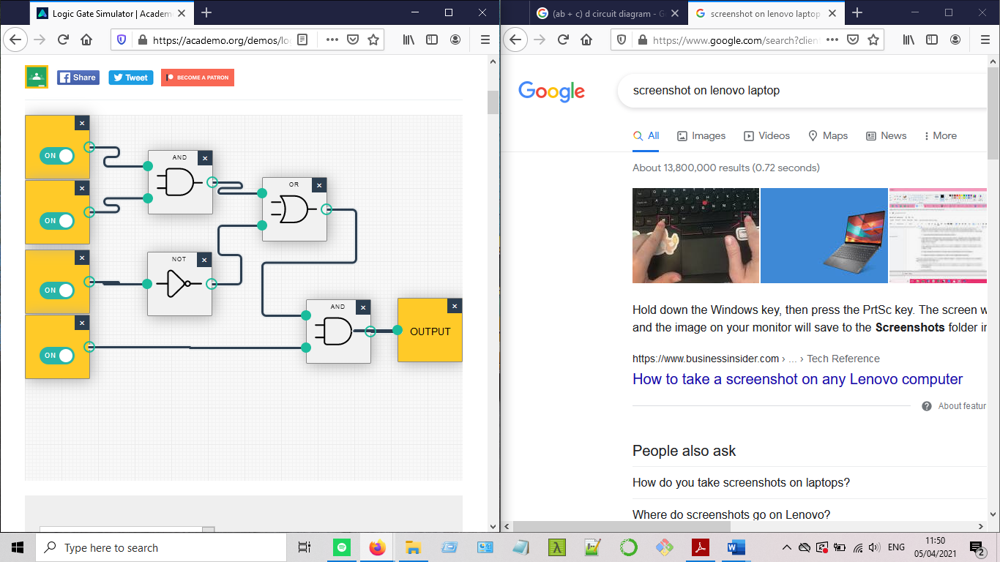 Logic Gate Simulator | Academ
https://academo.org/demos/lo
Share
Tweet
BECOME A PATRON
ON
ON
ON
ON
AND
OR
NOT
AND
OUTPUT
(ab + c) d circuit diagram - G
screenshot on lenovo laptop
https://www.google.com/search?clien
Google
screenshot on lenovo laptop
All
Images
Videos
Maps
News
More
About 13,800,000 results (0.72 seconds)
Hold down the Windows key, then press the PrtSc key. The screen w
and the image on your monitor will save to the Screenshots folder in
https://www.businessinsider.com › ... › Tech Reference
How to take a screenshot on any Lenovo computer
About featur
People also ask
How do you take screenshots on laptops?
Where do screenshots go on Lenovo?
Type here to search
ENG
11:50
05/04/2021
2